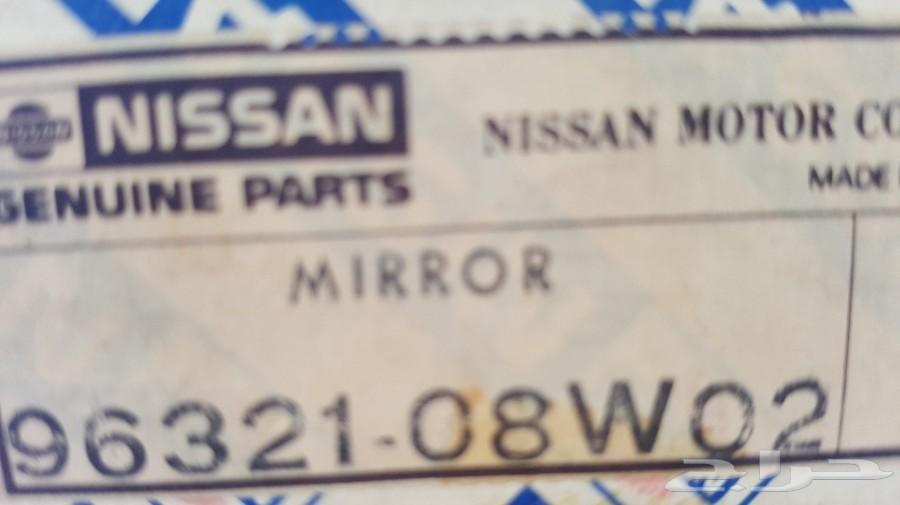 NISSAN
GENUINE PARTS
NISSAN MOTOR CO
MADE
MIRROR
96321-08W02
حراج